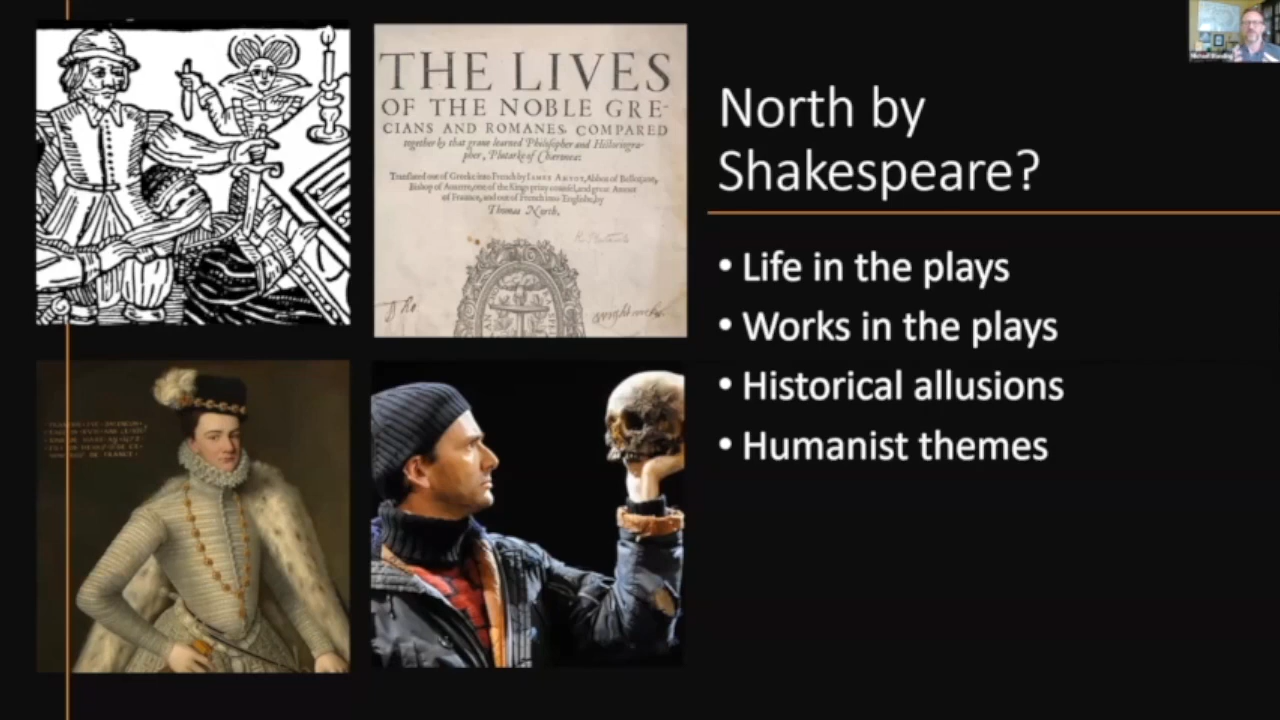 THE LIVES
OF THE NOBLE GRE-
CIANS AND ROMANES, COMPARED
together by that graue learned Philosopher and Historiogra-
pher, Plutarke of Chæronea:
Translated out of Greeke into French by IAMES AMYOT, Abbot of Bellozane,
Bishop of Auxerre, one of the Kings priuy counsel, and great Amner
of Fraunce, and out of French into Englishe, by
Thomas North.
North by
Shakespeare?
• Life in the plays
• Works in the plays
• Historical allusions
• Humanist themes